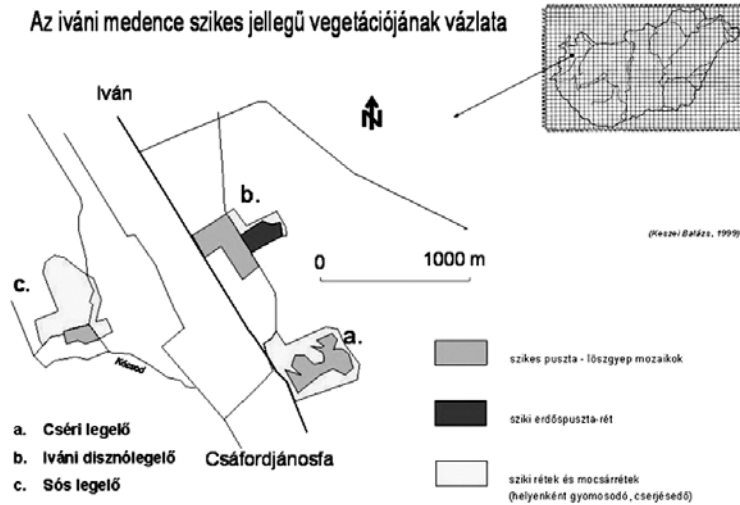 Az iváni medence szikes jellegű vegetációjának vázlata
Iván
N
b.
(Keszei Balázs, 1999)
0 1000 m
c.
a.
Kócsod
szikes puszta - löszgyep mozaikok
sziki erdőspuszta-rét
a. Cséri legelő
b. Iváni disznólegelő
c. Sós legelő
Csáfordjánosfa
sziki rétek és mocsárrétek
(helyenként gyomosodó, cserjésedő)